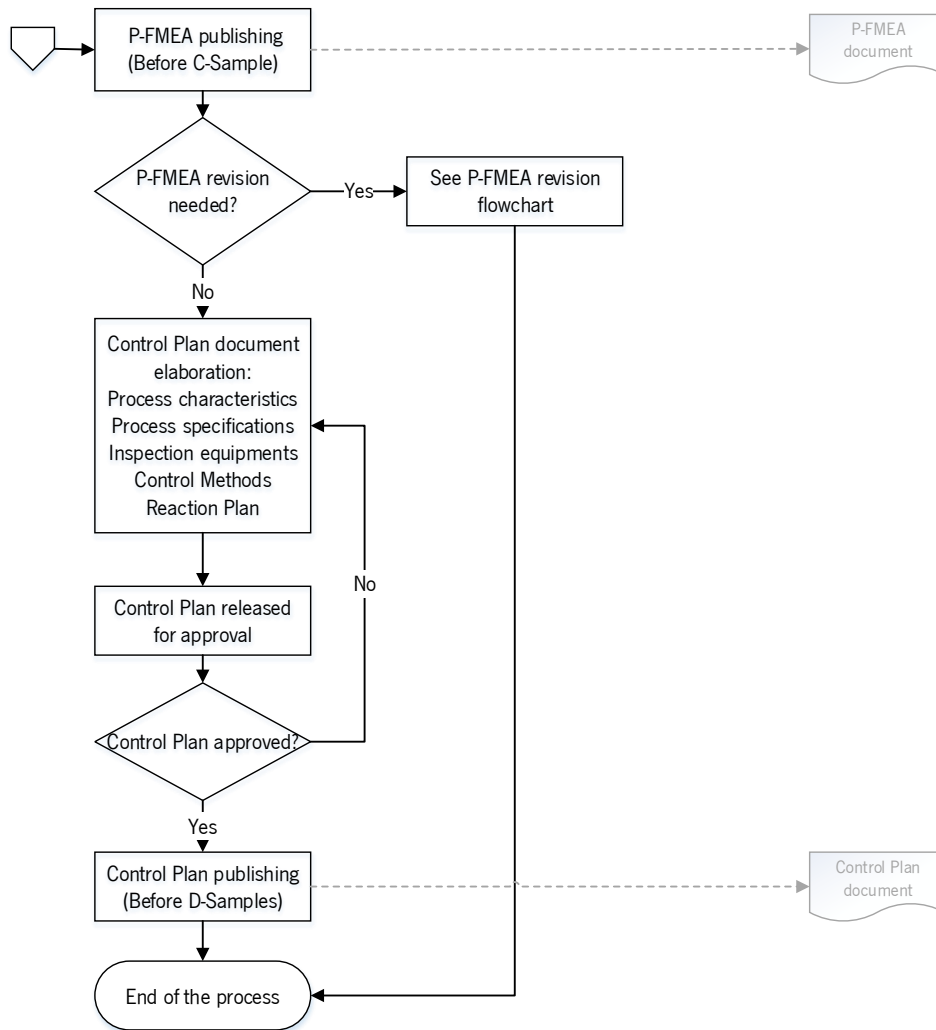 P-FMEA publishing
(Before C-Sample)
P-FMEA
document
P-FMEA revision
needed?
Yes
See P-FMEA revision
flowchart
No
Control Plan document
elaboration:
Process characteristics
Process specifications
Inspection equipments
Control Methods
Reaction Plan
No
Control Plan released
for approval
Control Plan approved?
Yes
Control Plan publishing
(Before D-Samples)
Control Plan
document
End of the process